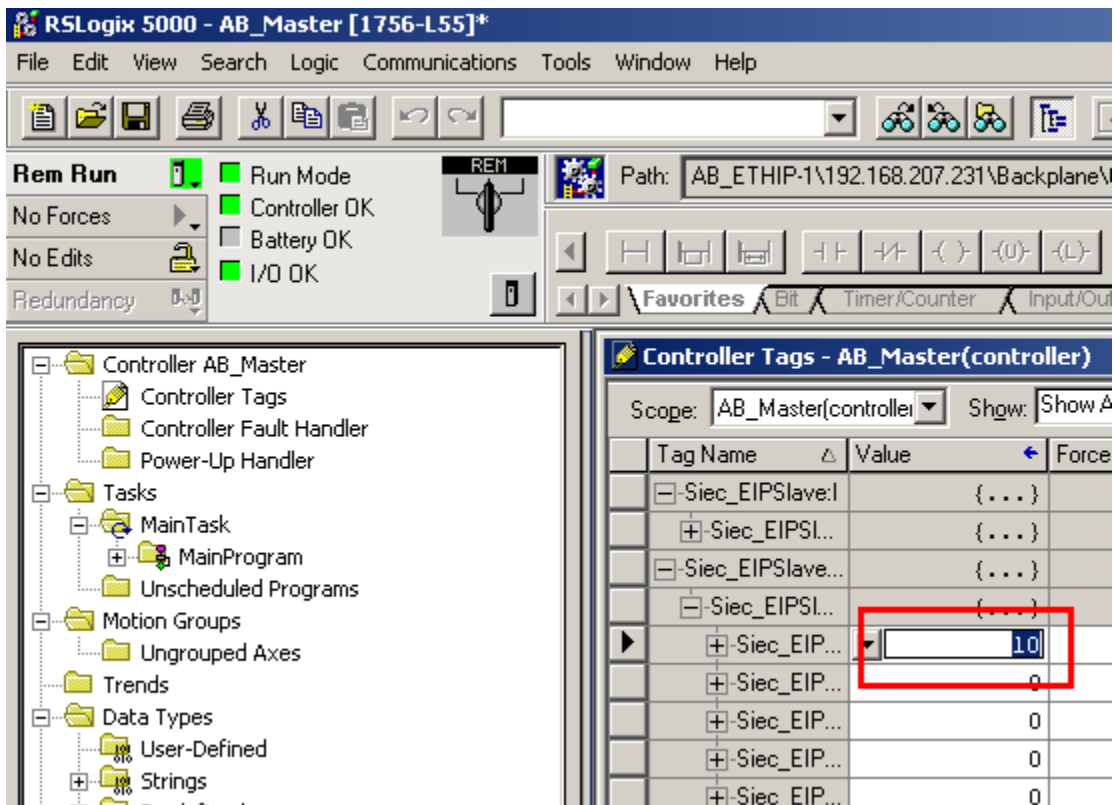 RSLogix 5000 - AB_Master [1756-L55]*
File Edit View Search Logic Communications Tools Window Help
Rem Run
No Forces
No Edits
Redundancy
Run Mode
Controller OK
Battery OK
I/O OK
REM
Path: AB_ETHIP-1\192.168.207.231\Backplane\
Favorites Bit Timer/Counter Input/Out
Controller AB_Master
Controller Tags
Controller Fault Handler
Power-Up Handler
Tasks
MainTask
MainProgram
Unscheduled Programs
Motion Groups
Ungrouped Axes
Trends
Data Types
User-Defined
Strings
Controller Tags - AB_Master(controller)
Scope: AB_Master(controller Show: Show A
Tag Name Value Force
Siec_EIPSlave:I {...}
Siec_EIPSl... {...}
Siec_EIPSlave... {...}
Siec_EIPSl... {...}
Siec_EIP... 10
Siec_EIP... 0
Siec_EIP... 0
Siec_EIP... 0
Siec_EIP... 0